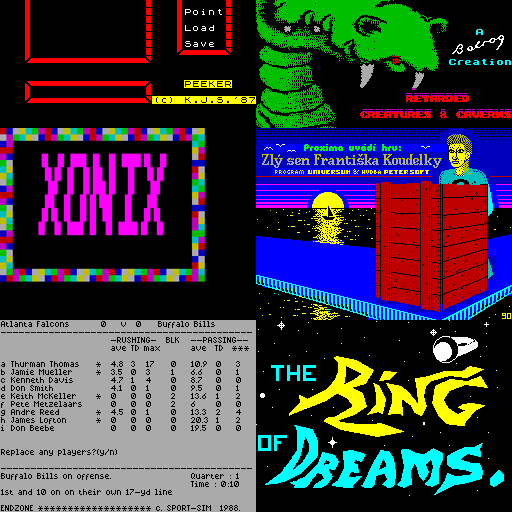 Point
Load
Save
PEEKER
(c) K.J.S.'87
A
Balrog
Creation
RETARDED
CREATURES & CAVERNS
XONIX
Proxima uvádí hru:
Zlý sen Františka Koudelky
PROGRAM UNIVERSUM & HUDBA PETERSOFT
90
Atlanta Falcons 0 v 0 Buffalo Bills
--RUSHING-- BLK --PASSING--
ave TD max ave TD ***
a Thurman Thomas * 4.8 3 17 0 10.9 0 3
b Jamie Mueller * 3.5 0 3 1 6.6 0 1
c Kenneth Davis 4.7 1 4 0 8.7 0 0
d Don Smith 4.1 0 1 0 9.5 0 1
e Keith McKeller * 0 0 0 2 13.6 1 2
f Pete Metzelaars 0 0 0 2 6 0 0
g Andre Reed * 4.5 0 1 0 13.3 2 4
h James Lofton * 0 0 0 0 20.3 1 2
i Don Beebe 0 0 0 0 19.5 0 0
Replace any players?(y/n)
Buffalo Bills on offense. Quarter : 1
Time : 0:10
1st and 10 on on their own 17-yd line
ENDZONE ********************* c. SPORT-SIM 1988.
THE RING
OF DREAMS.